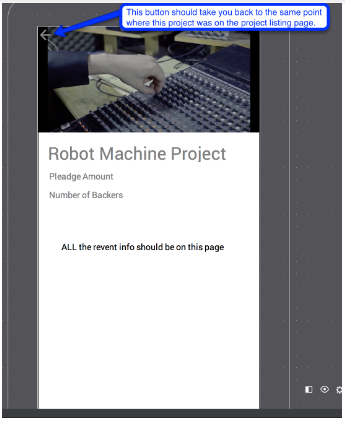 This button should take you back to the same point
where this project was on the project listing page.
Robot Machine Project
Pleadge Amount
Number of Backers
ALL the revent info should be on this page